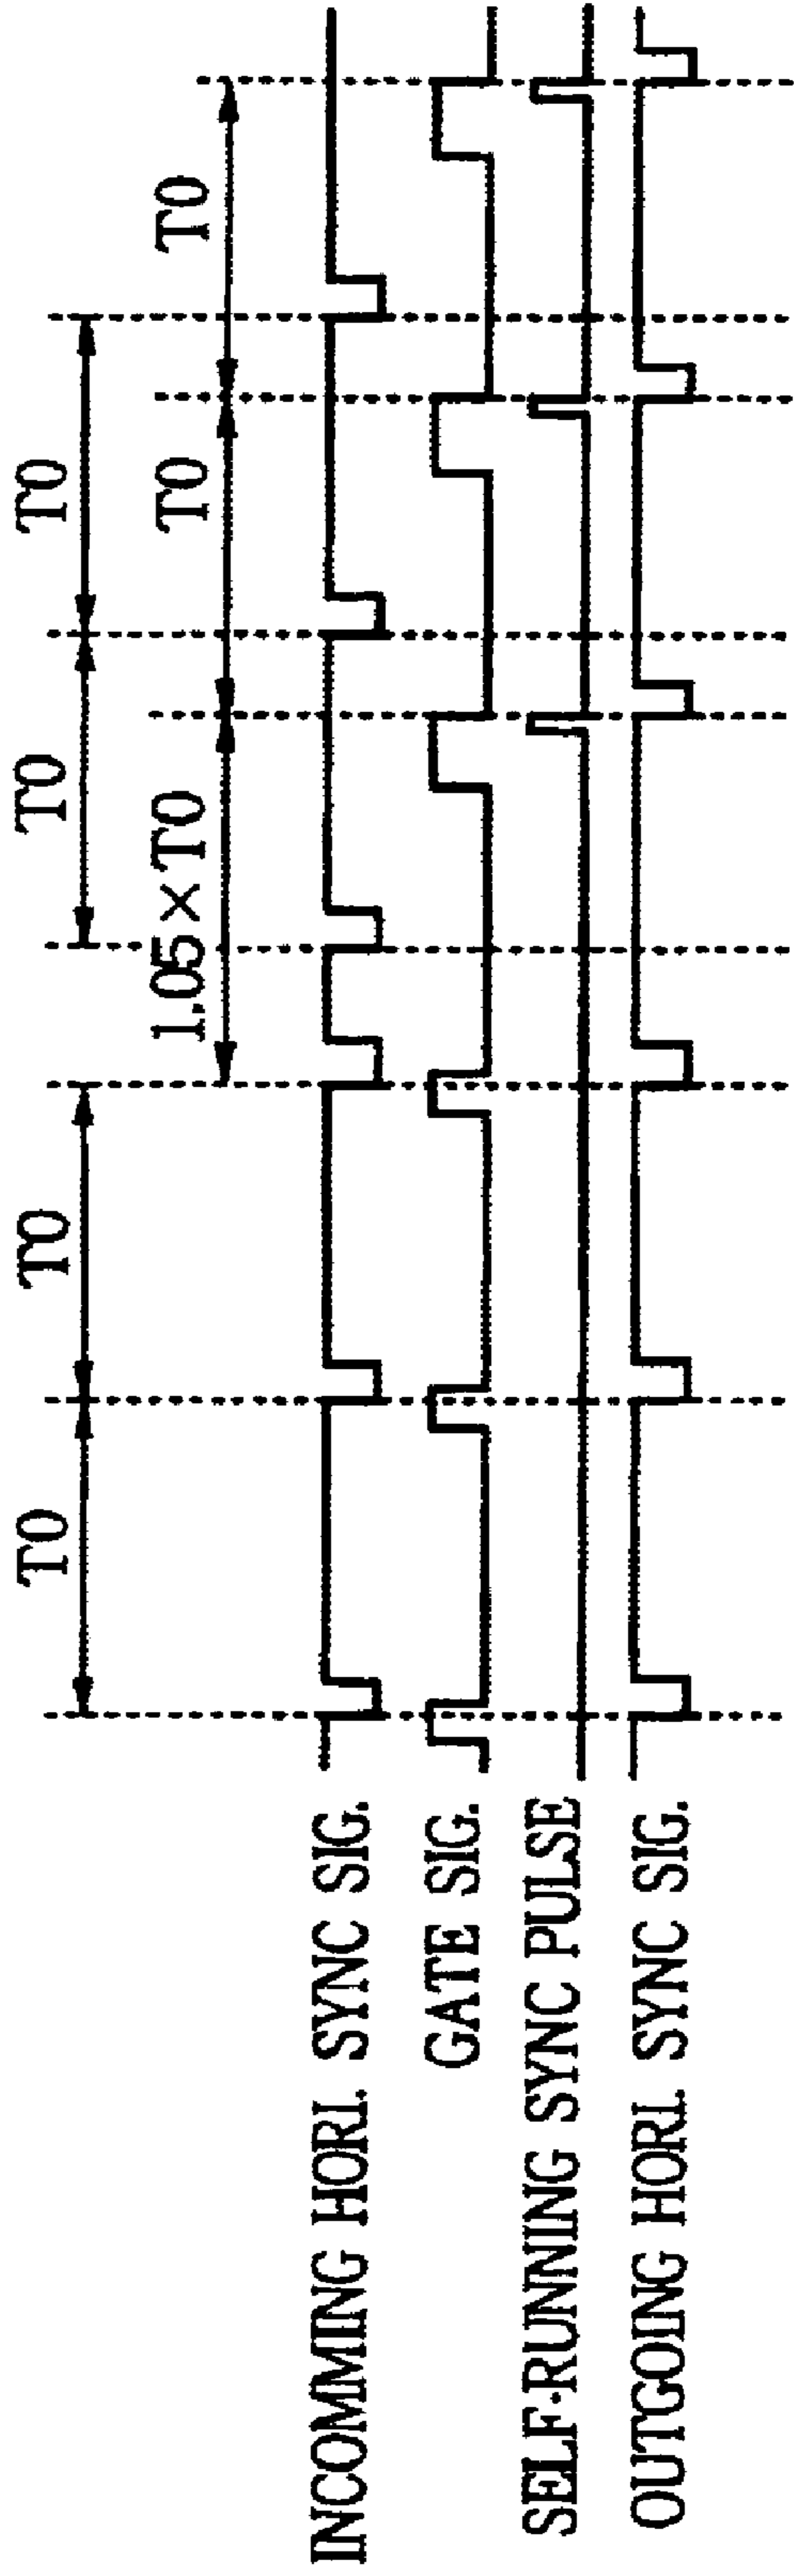 T0
T0
T0
T0
1.05×T0
T0
T0
INCOMMING HORI. SYNC SIG.
GATE SIG.
SELF-RUNNING SYNC PULSE
OUTGOING HORI. SYNC SIG.